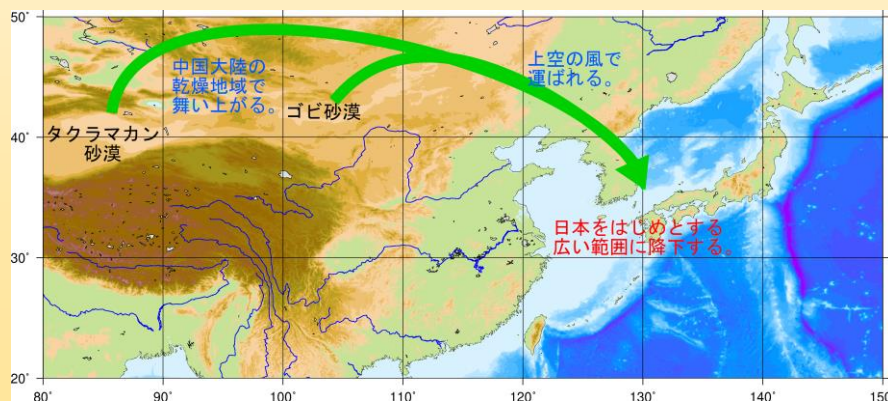 50˚
40˚
30˚
20˚
中国大陸の
乾燥地域で
舞い上がる。
上空の風で
運ばれる。
ゴビ砂漠
タクラマカン
砂漠
日本をはじめとする
広い範囲に降下する。
80˚ 90˚ 100˚ 110˚ 120˚ 130˚ 140˚ 150˚